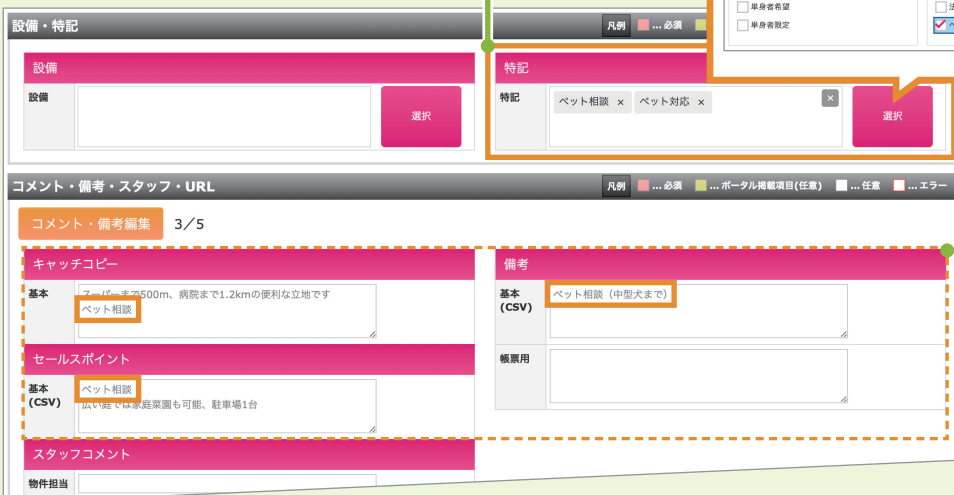 単身者希望
単身者限定
設備・特記
凡例 ... 必須
設備
設備
選択
特記
特記
ペット相談 ×
ペット対応 ×
×
選択
コメント・備考・スタッフ・URL
凡例 ... 必須 ... ポータル掲載項目(任意) ... 任意 ... エラー
コメント・備考編集 3/5
キャッチコピー
基本
スーパーまで500m、病院まで1.2kmの便利な立地です
ペット相談
セールスポイント
基本
(CSV)
ペット相談
広い庭では家庭菜園も可能、駐車場1台
備考
基本
(CSV)
ペット相談（中型犬まで）
帳票用
スタッフコメント
物件担当